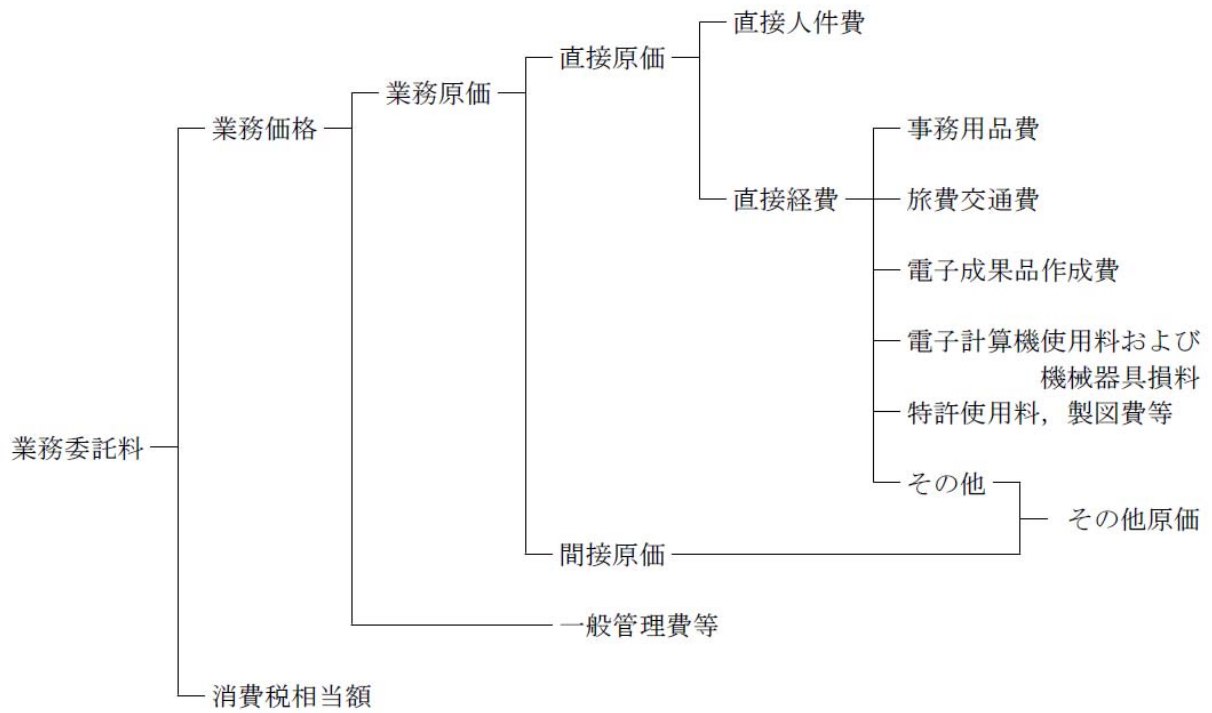 直接人件費
直接原価
業務原価
業務価格
事務用品費
直接経費
旅費交通費
電子成果品作成費
電子計算機使用料および
機械器具損料
特許使用料，製図費等
業務委託料
その他
その他原価
間接原価
一般管理費等
消費税相当額